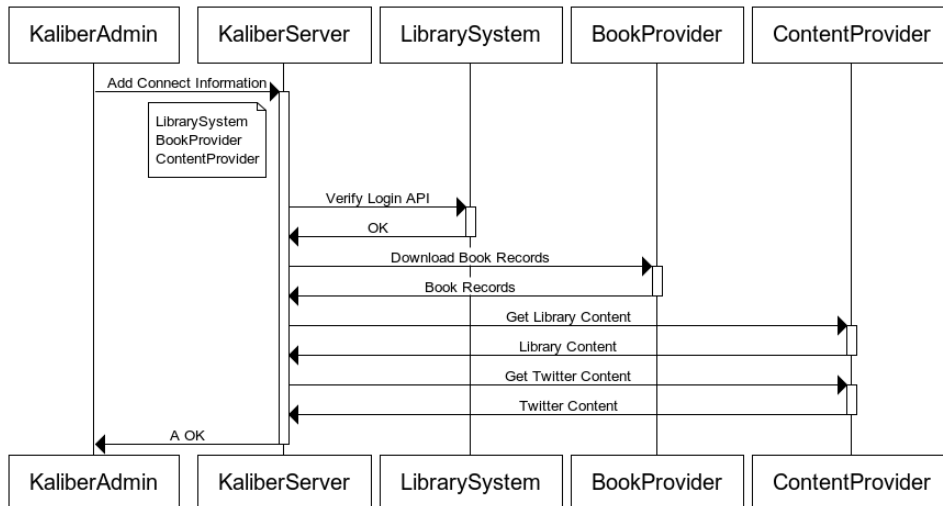 KaliberAdmin
KaliberServer
LibrarySystem
BookProvider
ContentProvider
Add Connect Information
LibrarySystem
BookProvider
ContentProvider
Verify Login API
OK
Download Book Records
Book Records
Get Library Content
Library Content
Get Twitter Content
Twitter Content
A OK
KaliberAdmin
KaliberServer
LibrarySystem
BookProvider
ContentProvider